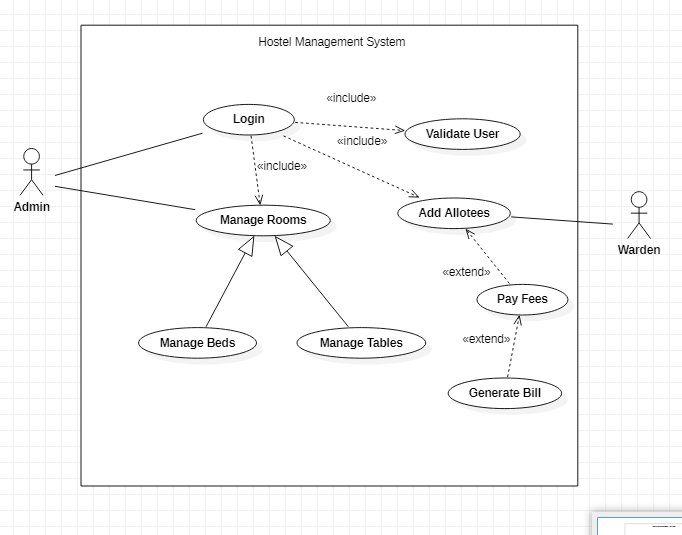 Hostel Management System
«include»
Login
Validate User
«include»
«include»
Admin
Manage Rooms
Add Allotees
Warden
«extend»
Pay Fees
«extend»
Manage Beds
Manage Tables
Generate Bill